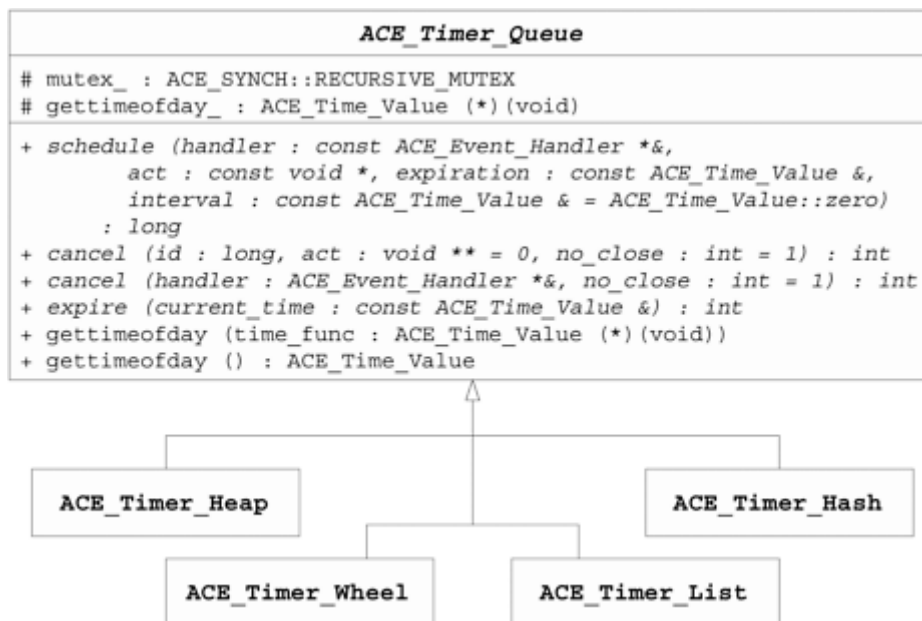 ACE_Timer_Queue
# mutex_ : ACE_SYNCH::RECURSIVE_MUTEX
# gettimeofday_ : ACE_Time_Value (*)(void)
+ schedule (handler : const ACE_Event_Handler *&,
act : const void *, expiration : const ACE_Time_Value &,
interval : const ACE_Time_Value & = ACE_Time_Value::zero)
: long
+ cancel (id : long, act : void ** = 0, no_close : int = 1) : int
+ cancel (handler : ACE_Event_Handler *&, no_close : int = 1) : int
+ expire (current_time : const ACE_Time_Value &) : int
+ gettimeofday (time_func : ACE_Time_Value (*)(void))
+ gettimeofday () : ACE_Time_Value
ACE_Timer_Heap
ACE_Timer_Hash
ACE_Timer_Wheel
ACE_Timer_List